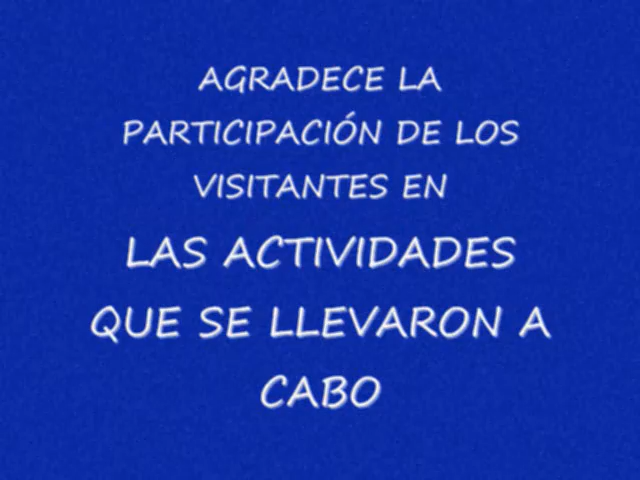 AGRADECE LA
PARTICIPACIÓN DE LOS
VISITANTES EN
LAS ACTIVIDADES
QUE SE LLEVARON A
CABO